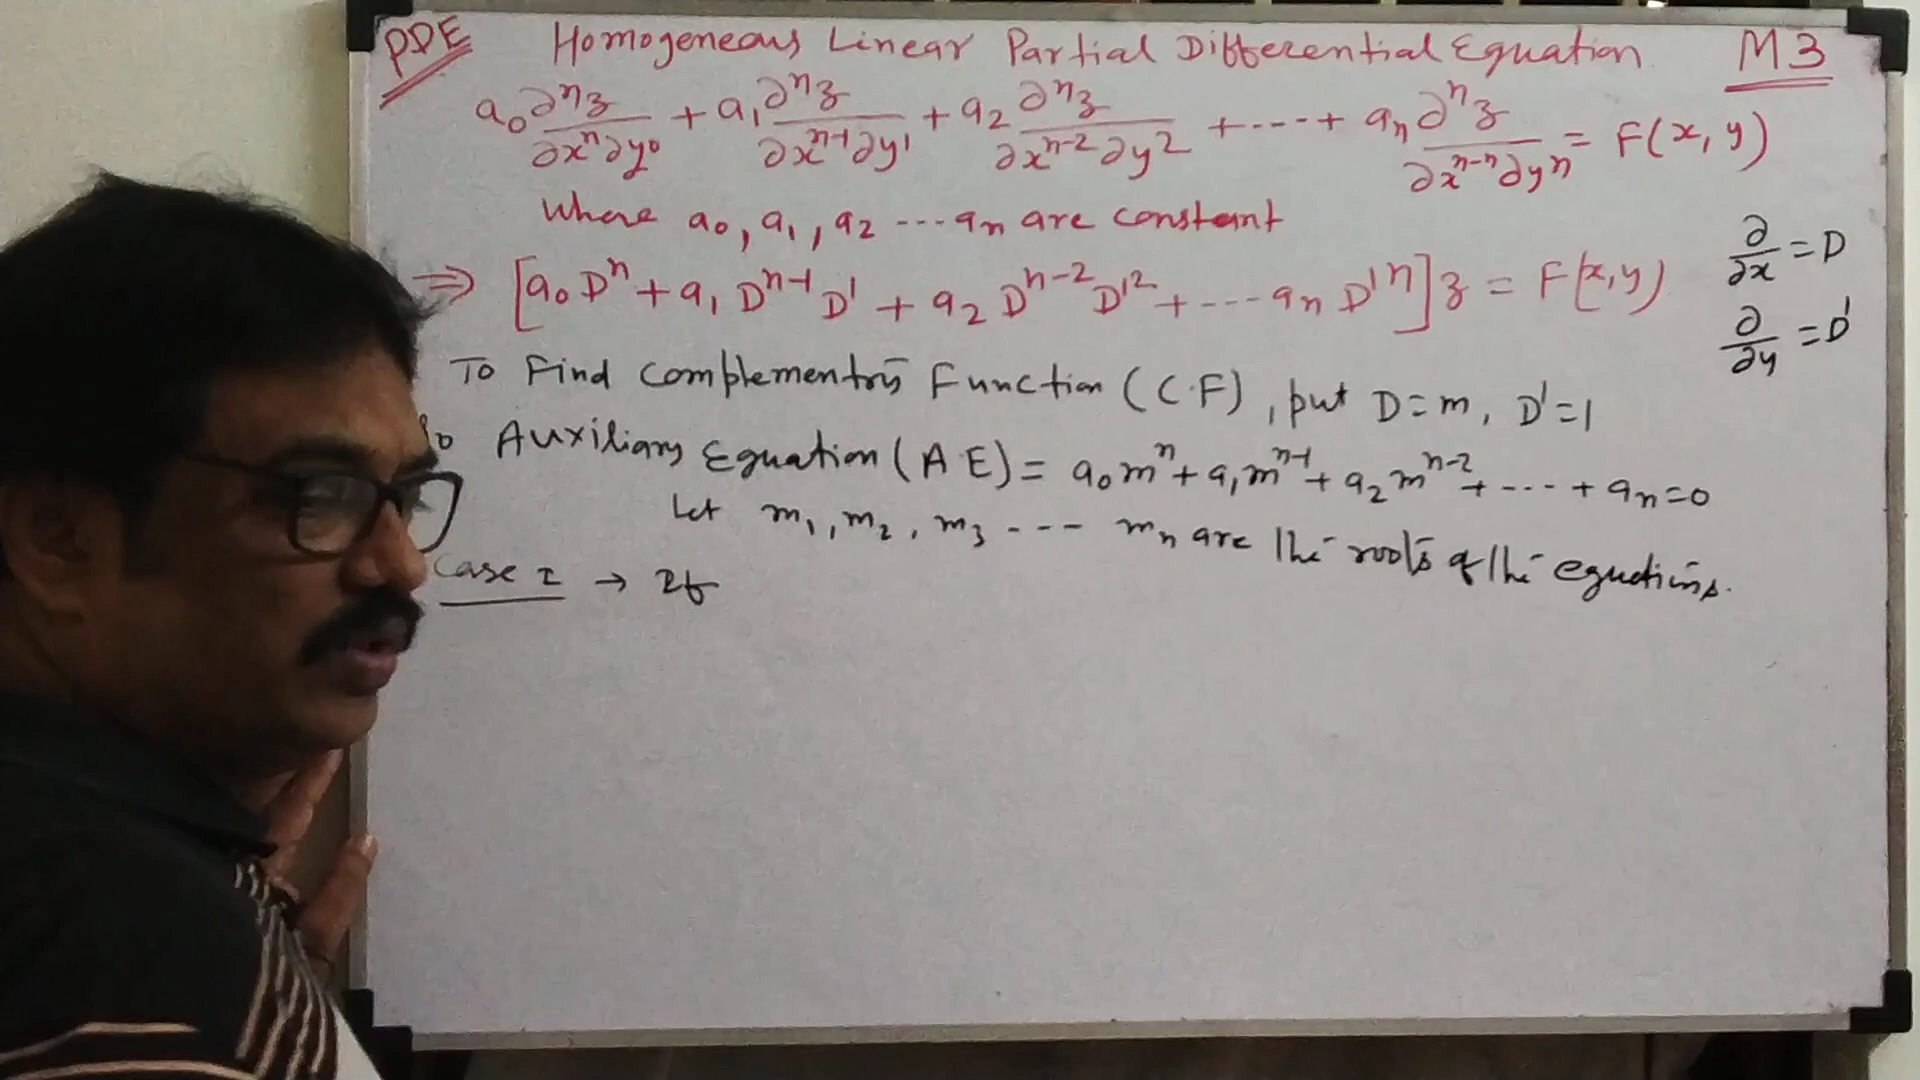 PDE Homogeneous Linear Partial Differential Equation M3
a₀ ∂ⁿz/∂xⁿ∂y⁰ + a₁ ∂ⁿz/∂xⁿ⁻¹∂y¹ + a₂ ∂ⁿz/∂xⁿ⁻²∂y² + ---- + aₙ ∂ⁿz/∂xⁿ⁻ⁿ∂yⁿ = F(x, y)
Where a₀, a₁, a₂ --- aₙ are constant
∂/∂x = D
⇒ [a₀Dⁿ + a₁Dⁿ⁻¹D' + a₂Dⁿ⁻²D'² + --- aₙD'ⁿ]z = F(x,y)
∂/∂y = D'
To Find Complementory Function (C.F), put D=m, D'=1
So Auxiliary Equation (A E) = a₀mⁿ + a₁mⁿ⁻¹ + a₂mⁿ⁻² + --- + aₙ=0
Let m₁, m₂, m₃ --- mₙ are the roots of the equations.
Case I → If